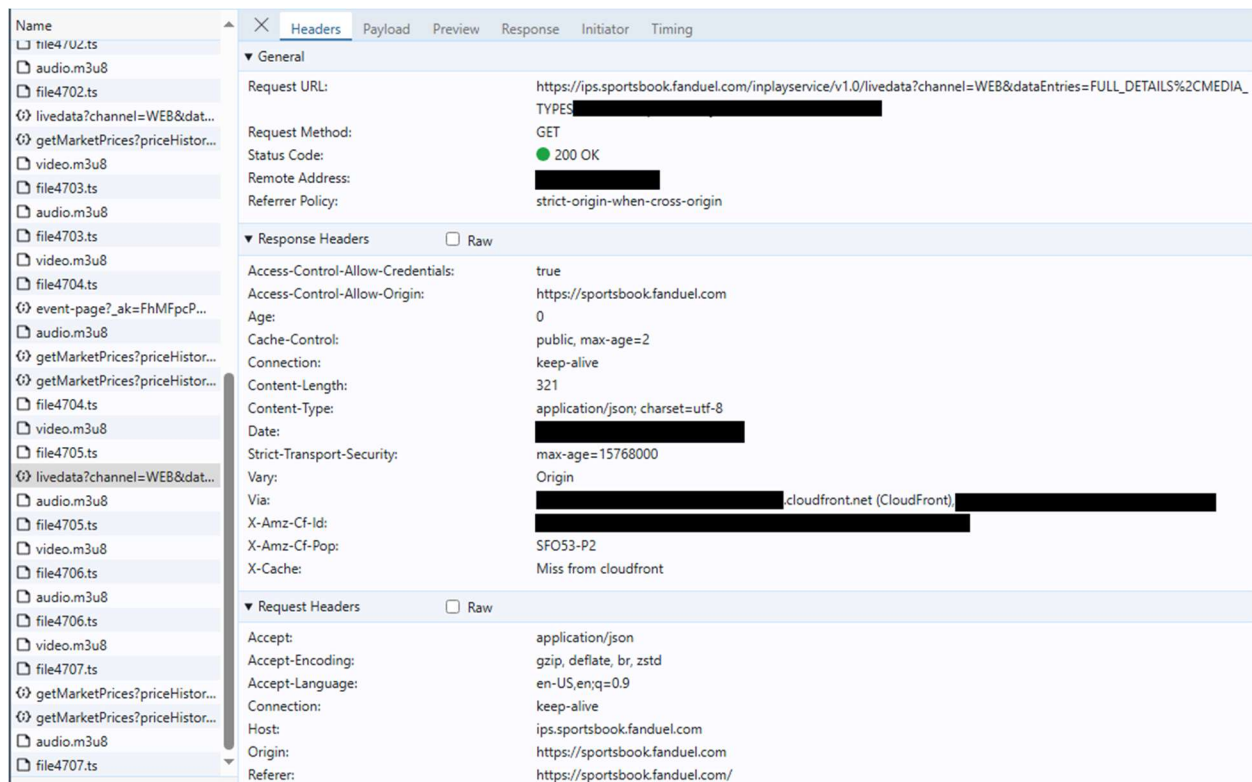 Name
file4702.ts
audio.m3u8
file4702.ts
livedata?channel=WEB&dat...
getMarketPrices?priceHistor...
video.m3u8
file4703.ts
audio.m3u8
file4703.ts
video.m3u8
file4704.ts
event-page?_ak=FhMFpcP...
audio.m3u8
getMarketPrices?priceHistor...
getMarketPrices?priceHistor...
file4704.ts
video.m3u8
file4705.ts
livedata?channel=WEB&dat...
audio.m3u8
file4705.ts
video.m3u8
file4706.ts
audio.m3u8
file4706.ts
video.m3u8
file4707.ts
getMarketPrices?priceHistor...
getMarketPrices?priceHistor...
audio.m3u8
file4707.ts
Headers Payload Preview Response Initiator Timing
General
Request URL: https://ips.sportsbook.fanduel.com/inplayservice/v1.0/livedata?channel=WEB&dataEntries=FULL_DETAILS%2CMEDIA_
TYPES
Request Method: GET
Status Code: 200 OK
Remote Address:
Referrer Policy: strict-origin-when-cross-origin
Response Headers Raw
Access-Control-Allow-Credentials: true
Access-Control-Allow-Origin: https://sportsbook.fanduel.com
Age: 0
Cache-Control: public, max-age=2
Connection: keep-alive
Content-Length: 321
Content-Type: application/json; charset=utf-8
Date:
Strict-Transport-Security: max-age=15768000
Vary: Origin
Via: .cloudfront.net (CloudFront),
X-Amz-Cf-Id:
X-Amz-Cf-Pop: SFO53-P2
X-Cache: Miss from cloudfront
Request Headers Raw
Accept: application/json
Accept-Encoding: gzip, deflate, br, zstd
Accept-Language: en-US,en;q=0.9
Connection: keep-alive
Host: ips.sportsbook.fanduel.com
Origin: https://sportsbook.fanduel.com
Referer: https://sportsbook.fanduel.com/